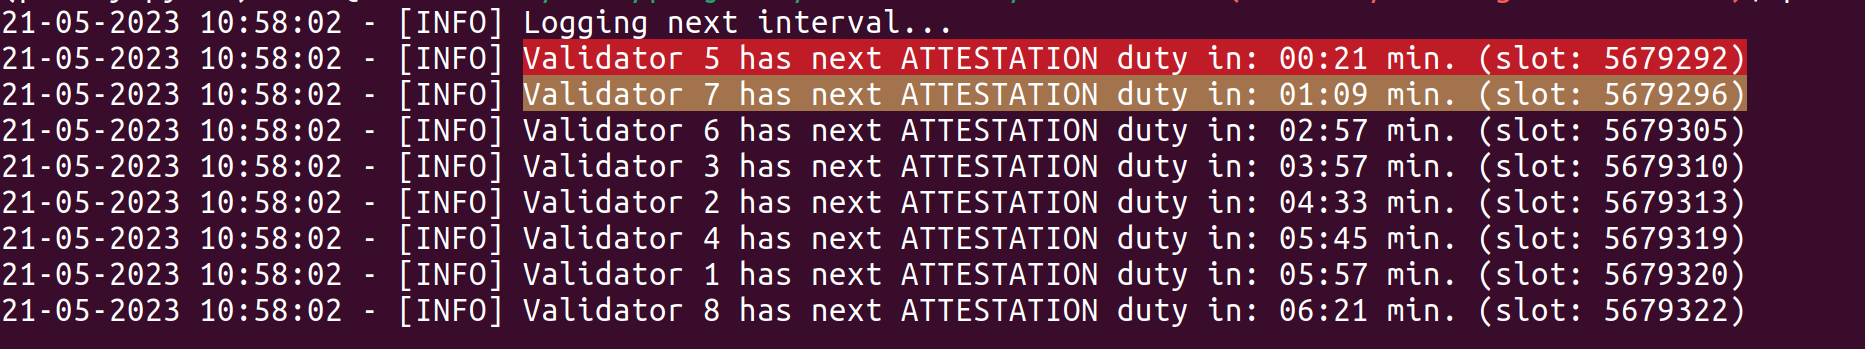 21-05-2023 10:58:02 - [INFO] Logging next interval...
21-05-2023 10:58:02 - [INFO] Validator 5 has next ATTESTATION duty in: 00:21 min. (slot: 5679292)
21-05-2023 10:58:02 - [INFO] Validator 7 has next ATTESTATION duty in: 01:09 min. (slot: 5679296)
21-05-2023 10:58:02 - [INFO] Validator 6 has next ATTESTATION duty in: 02:57 min. (slot: 5679305)
21-05-2023 10:58:02 - [INFO] Validator 3 has next ATTESTATION duty in: 03:57 min. (slot: 5679310)
21-05-2023 10:58:02 - [INFO] Validator 2 has next ATTESTATION duty in: 04:33 min. (slot: 5679313)
21-05-2023 10:58:02 - [INFO] Validator 4 has next ATTESTATION duty in: 05:45 min. (slot: 5679319)
21-05-2023 10:58:02 - [INFO] Validator 1 has next ATTESTATION duty in: 05:57 min. (slot: 5679320)
21-05-2023 10:58:02 - [INFO] Validator 8 has next ATTESTATION duty in: 06:21 min. (slot: 5679322)